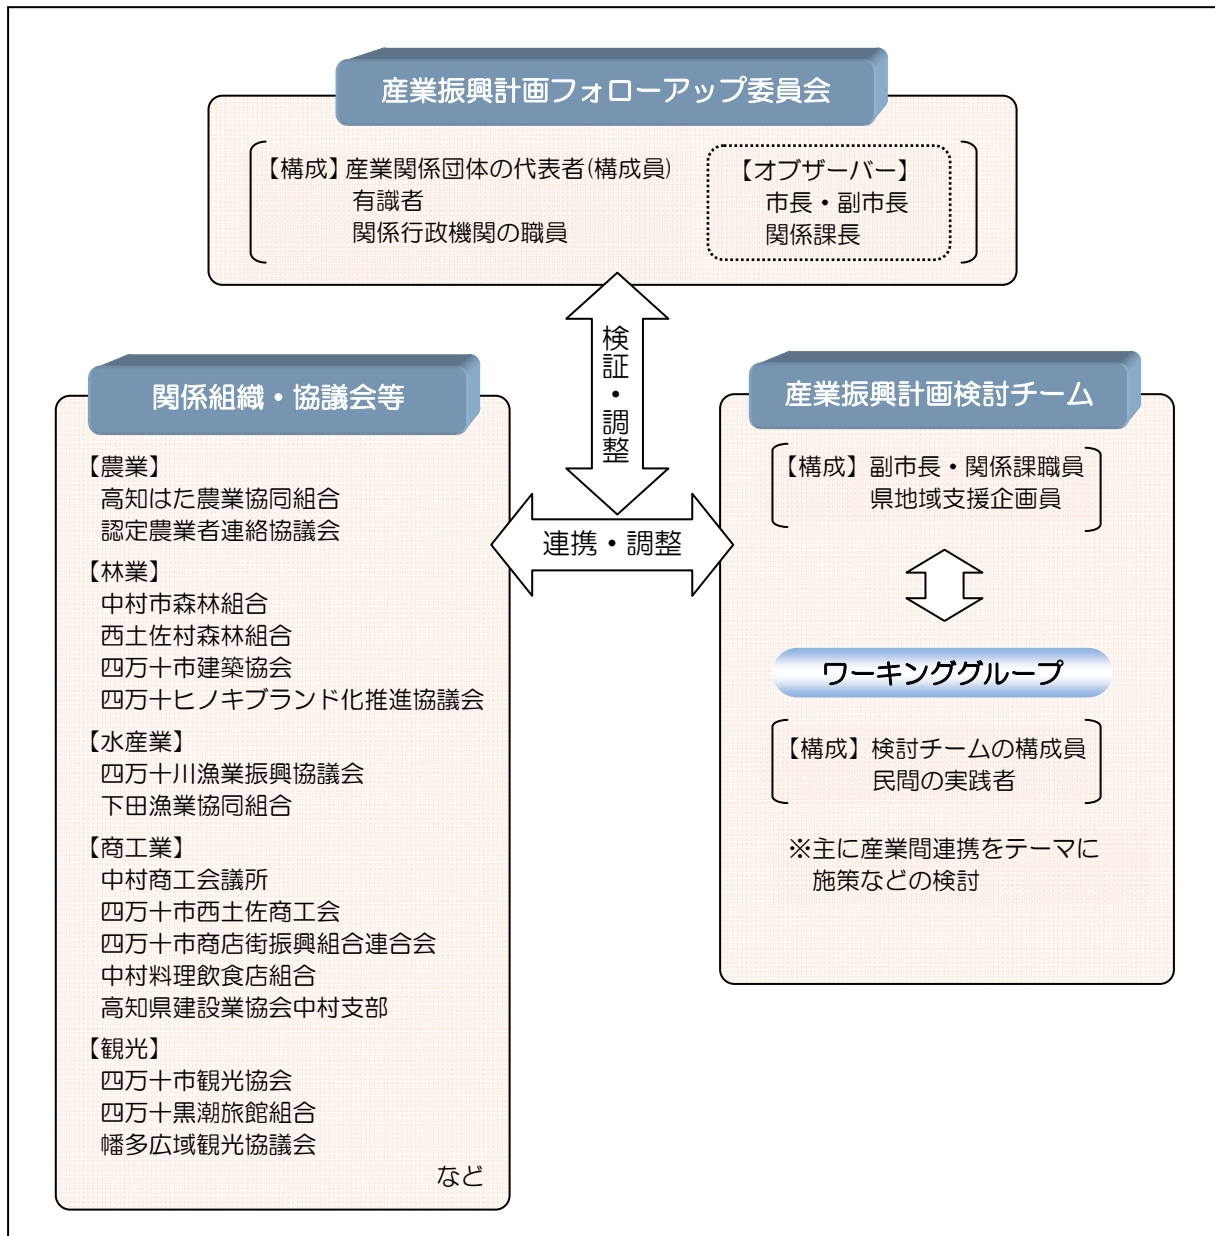 産業振興計画フォローアップ委員会
【構成】産業関係団体の代表者(構成員)
有識者
関係行政機関の職員
【オブザーバー】
市長・副市長
関係課長
検証・調整
関係組織・協議会等
【農業】
高知はた農業協同組合
認定農業者連絡協議会
【林業】
中村市森林組合
西土佐村森林組合
四万十市建築協会
四万十ヒノキブランド化推進協議会
【水産業】
四万十川漁業振興協議会
下田漁業協同組合
【商工業】
中村商工会議所
四万十市西土佐商工会
四万十市商店街振興組合連合会
中村料理飲食店組合
高知県建設業協会中村支部
【観光】
四万十市観光協会
四万十黒潮旅館組合
幡多広域観光協議会
など
連携・調整
産業振興計画検討チーム
【構成】副市長・関係課職員
県地域支援企画員
ワーキンググループ
【構成】検討チームの構成員
民間の実践者
※主に産業間連携をテーマに
施策などの検討